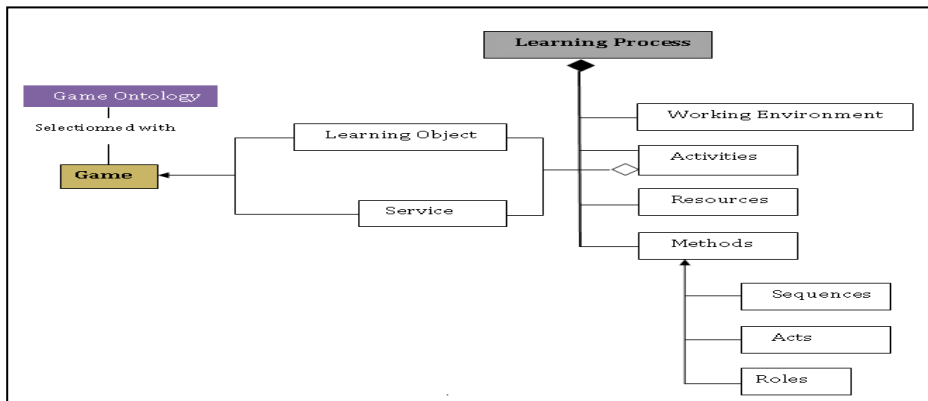 Learning Process
Game Ontology
Selectionned with
Game
Learning Object
Service
Working Environment
Activities
Resources
Methods
Sequences
Acts
Roles